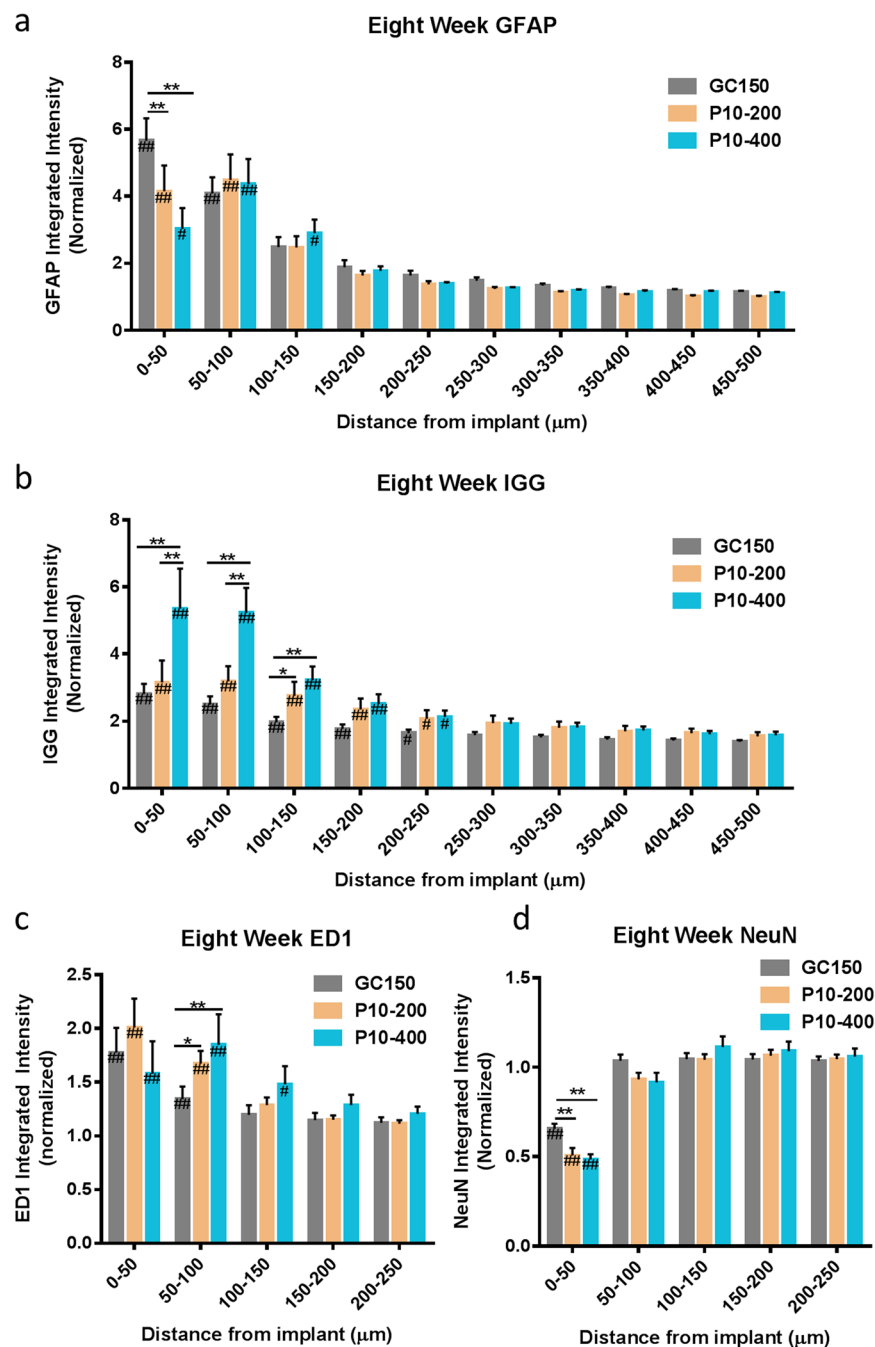 a
Eight Week GFAP
GFAP Integrated Intensity
(Normalized)
8
6
4
2
0
GC150
P10-200
P10-400
**
**
##
##
#
##
##
##
#
0-50
50-100
100-150
150-200
200-250
250-300
300-350
350-400
400-450
450-500
Distance from implant (μm)
b
Eight Week IGG
IGG Integrated Intensity
(Normalized)
8
6
4
2
0
GC150
P10-200
P10-400
**
**
**
**
**
*
##
##
##
##
##
##
##
##
##
##
##
##
#
#
#
0-50
50-100
100-150
150-200
200-250
250-300
300-350
350-400
400-450
450-500
Distance from implant (μm)
c
Eight Week ED1
ED1 Integrated Intensity
(normalized)
2.5
2.0
1.5
1.0
0.5
0.0
GC150
P10-200
P10-400
**
*
##
##
##
##
##
##
#
0-50
50-100
100-150
150-200
200-250
Distance from implant (μm)
d
Eight Week NeuN
NeuN Integrated Intensity
(Normalized)
1.5
1.0
0.5
0.0
GC150
P10-200
P10-400
**
**
##
##
##
0-50
50-100
100-150
150-200
200-250
Distance from implant (μm)